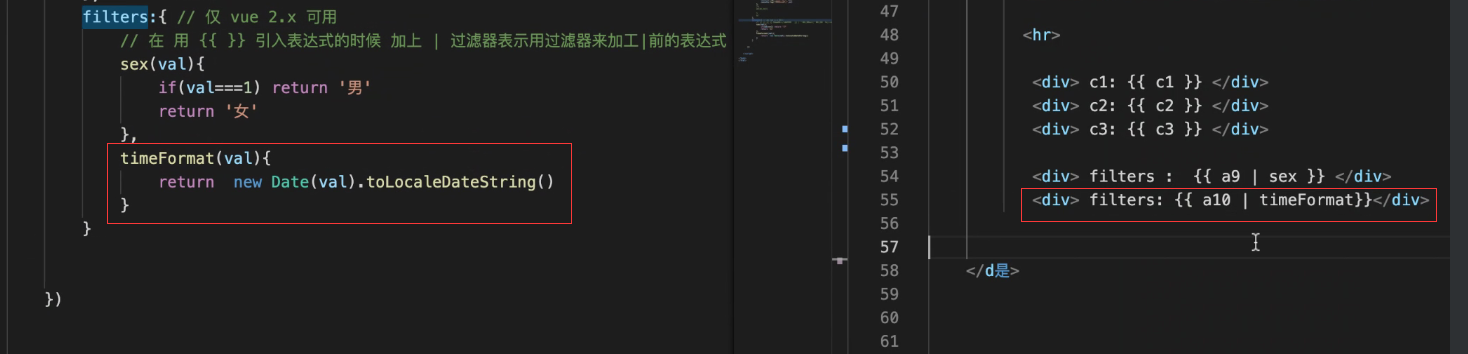 filters:{ // 仅 vue 2.x 可用
// 在 用 {{ }} 引入表达式的时候 加上 | 过滤器表示用过滤器来加工|前的表达式
sex(val){
if(val===1) return '男'
return '女'
},
timeFormat(val){
return  new Date(val).toLocaleDateString()
}
}
})
47
48 <hr>
49
50 <div> c1: {{ c1 }} </div>
51 <div> c2: {{ c2 }} </div>
52 <div> c3: {{ c3 }} </div>
53
54 <div> filters :  {{ a9 | sex }} </div>
55 <div> filters: {{ a10 | timeFormat}}</div>
56
57
58 </d是>
59
60
61